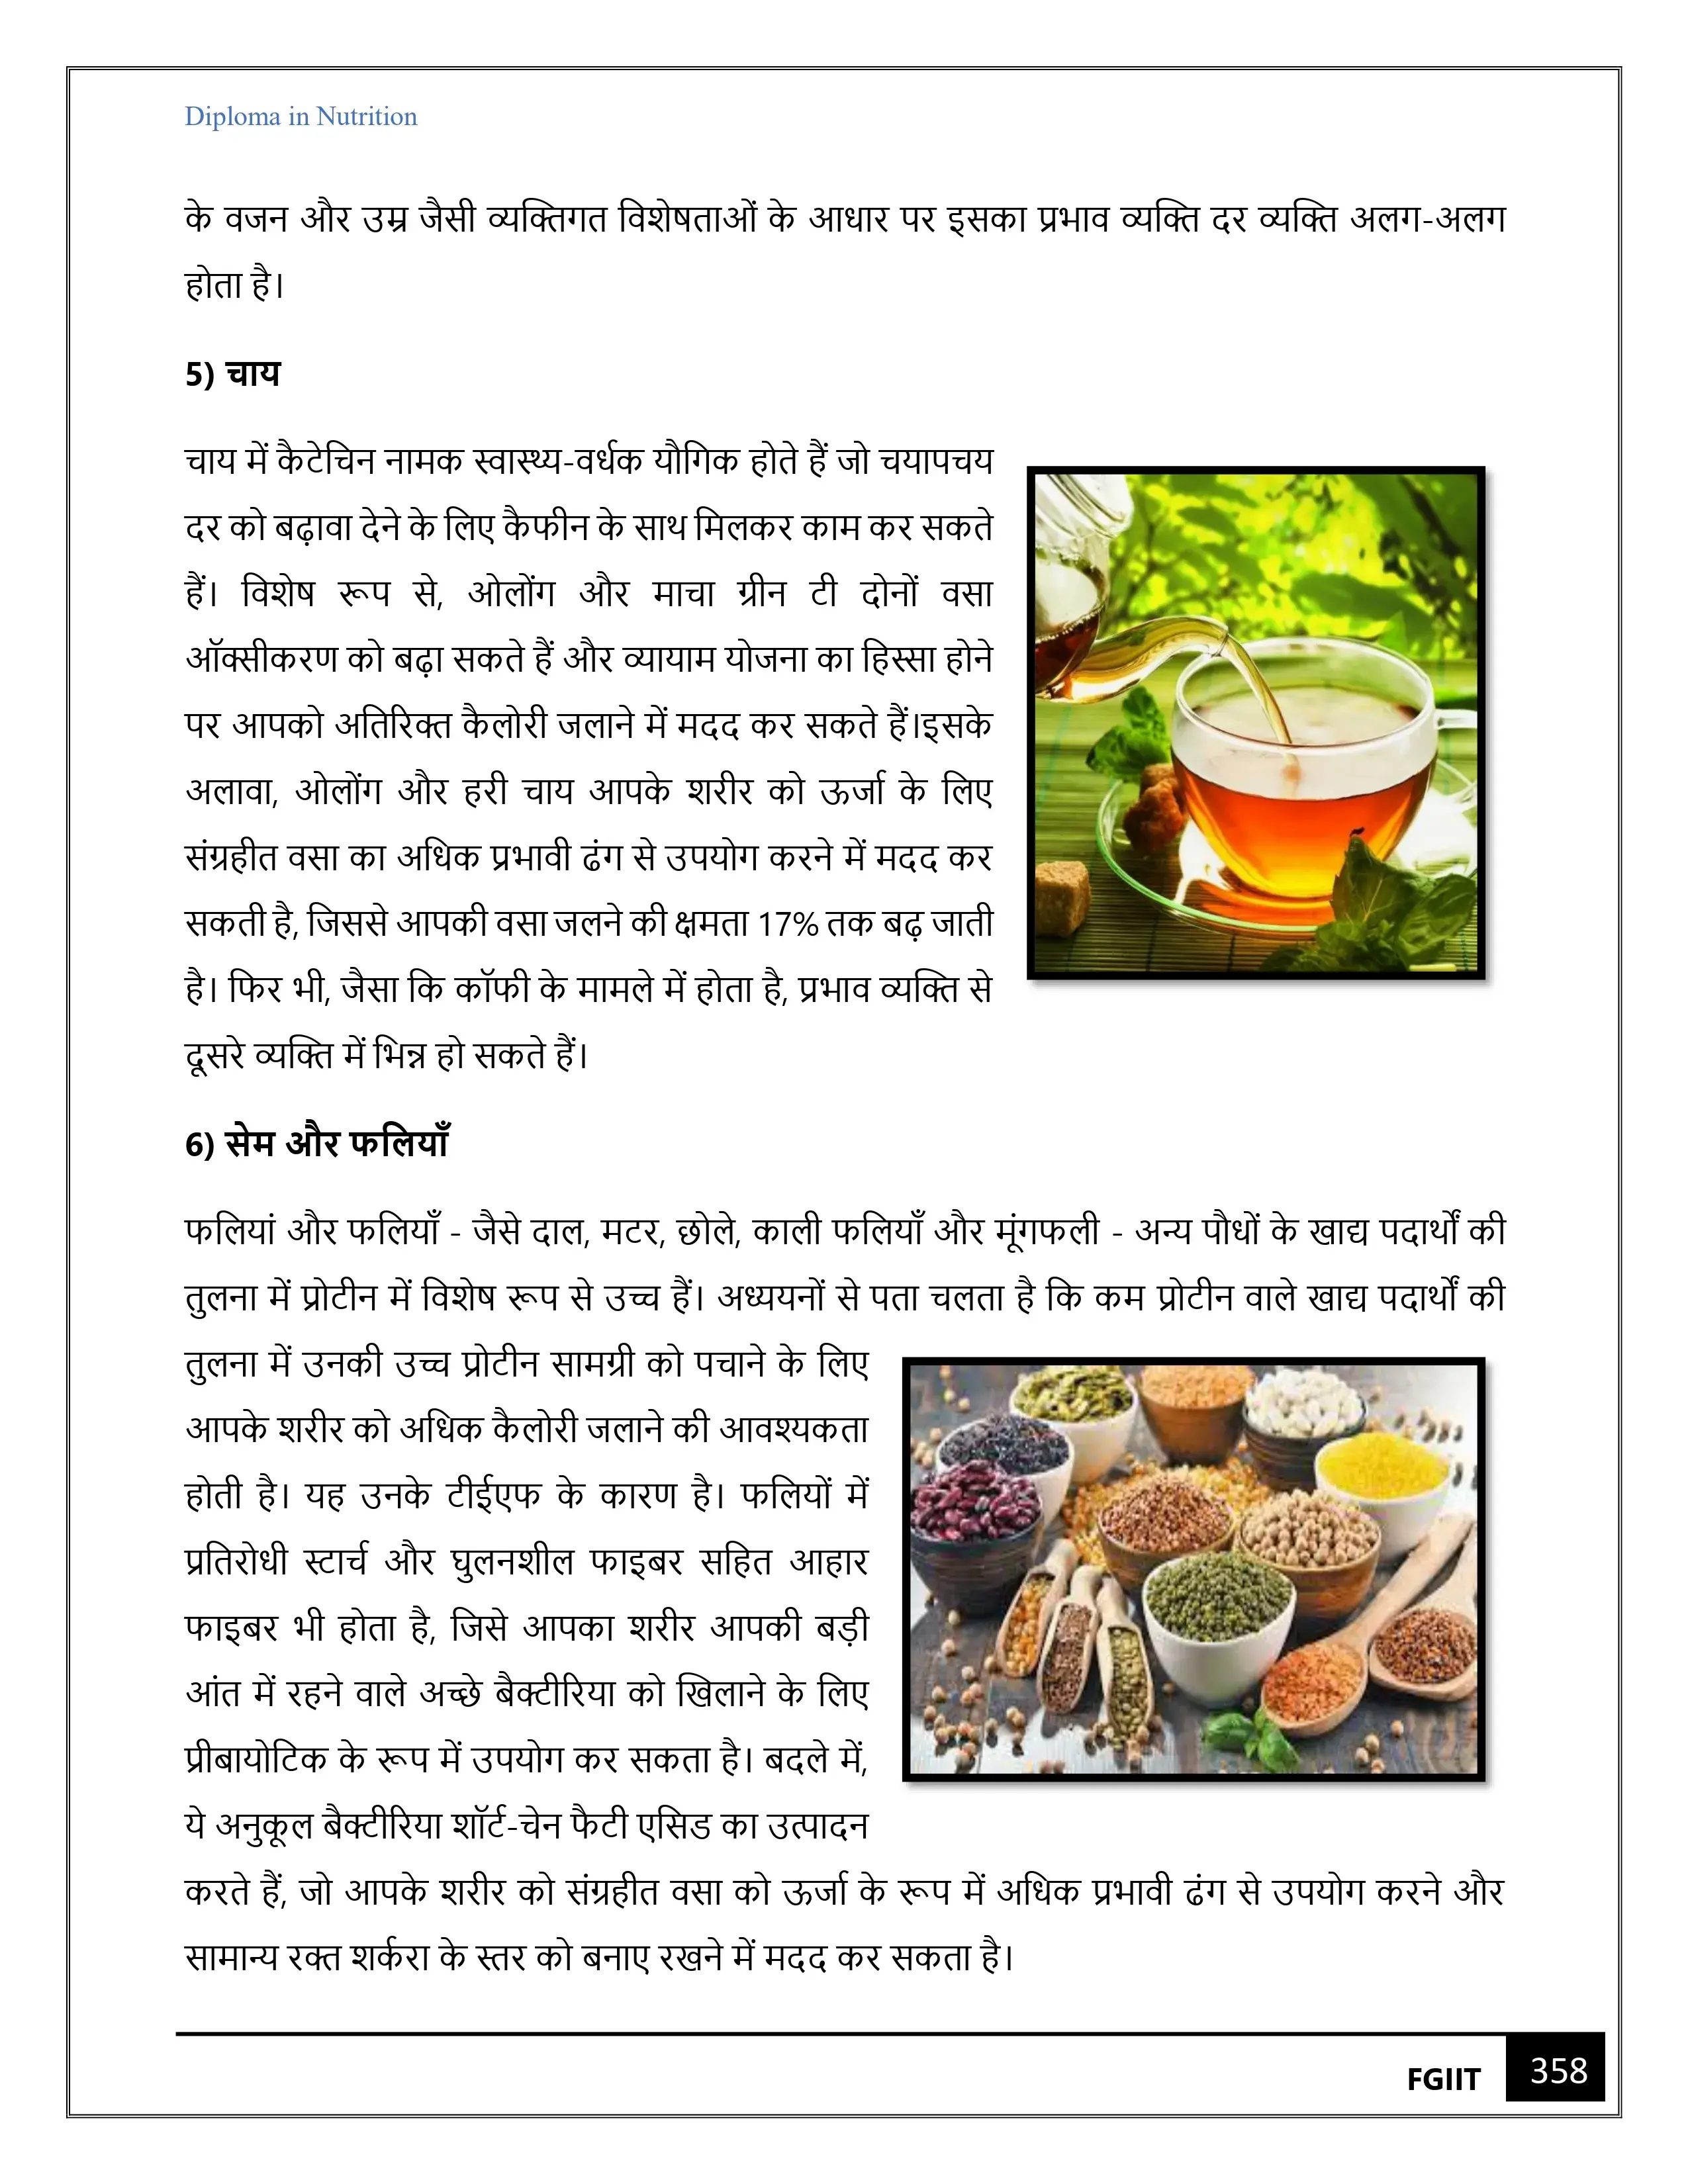 Diploma in Nutrition
के वजन और उम्र जैसी व्यक्तिगत विशेषताओं के आधार पर इसका प्रभाव व्यक्ति दर व्यक्ति अलग-अलग
होता है।
5) चाय
चाय में कैटेचिन नामक स्वास्थ्य-वर्धक यौगिक होते हैं जो चयापचय
दर को बढ़ावा देने के लिए कैफीन के साथ मिलकर काम कर सकते
हैं। विशेष रूप से, ओलोंग और माचा ग्रीन टी दोनों वसा
ऑक्सीकरण को बढ़ा सकते हैं और व्यायाम योजना का हिस्सा होने
पर आपको अतिरिक्त कैलोरी जलाने में मदद कर सकते हैं।इसके
अलावा, ओलोंग और हरी चाय आपके शरीर को ऊर्जा के लिए
संग्रहीत वसा का अधिक प्रभावी ढंग से उपयोग करने में मदद कर
सकती है, जिससे आपकी वसा जलने की क्षमता 17% तक बढ़ जाती
है। फिर भी, जैसा कि कॉफी के मामले में होता है, प्रभाव व्यक्ति से
दूसरे व्यक्ति में भिन्न हो सकते हैं।
6) सेम और फलियाँ
फलियां और फलियाँ - जैसे दाल, मटर, छोले, काली फलियाँ और मूंगफली - अन्य पौधों के खाद्य पदार्थों की
तुलना में प्रोटीन में विशेष रूप से उच्च हैं। अध्ययनों से पता चलता है कि कम प्रोटीन वाले खाद्य पदार्थों की
तुलना में उनकी उच्च प्रोटीन सामग्री को पचाने के लिए
आपके शरीर को अधिक कैलोरी जलाने की आवश्यकता
होती है। यह उनके टीईएफ के कारण है। फलियों में
प्रतिरोधी स्टार्च और घुलनशील फाइबर सहित आहार
फाइबर भी होता है, जिसे आपका शरीर आपकी बड़ी
आंत में रहने वाले अच्छे बैक्टीरिया को खिलाने के लिए
प्रीबायोटिक के रूप में उपयोग कर सकता है। बदले में,
ये अनुकूल बैक्टीरिया शॉर्ट-चेन फैटी एसिड का उत्पादन
करते हैं, जो आपके शरीर को संग्रहीत वसा को ऊर्जा के रूप में अधिक प्रभावी ढंग से उपयोग करने और
सामान्य रक्त शर्करा के स्तर को बनाए रखने में मदद कर सकता है।
FGIIT 358